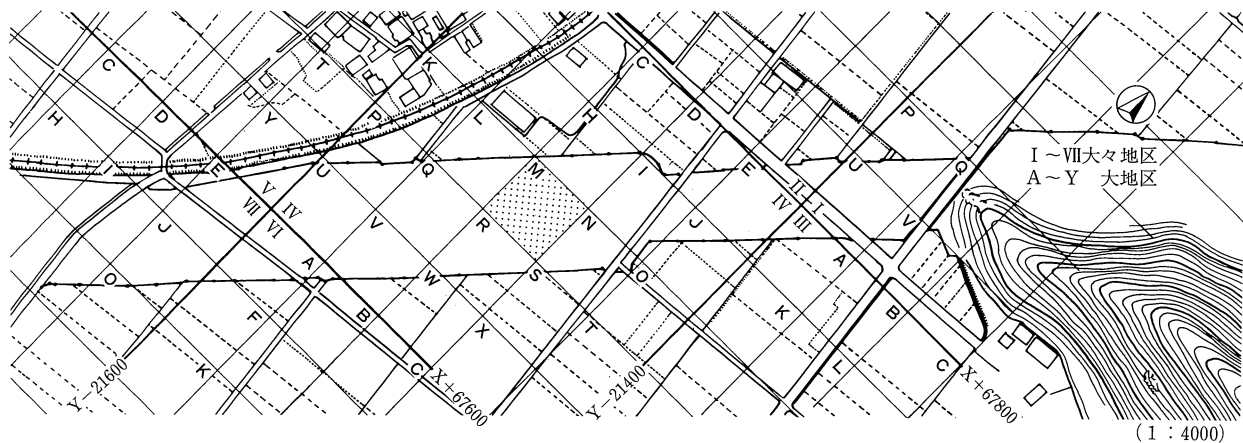 C
T
K
C
H
D
Y
P
L
H
D
P
I
E
U
Q
M
I
E
U
Q
Ⅰ~Ⅶ大々地区
A~Y 大地区
Ⅴ
Ⅳ
Ⅶ
Ⅵ
Ⅱ
Ⅰ
Ⅳ
Ⅲ
J
V
R
N
J
V
O
A
W
S
O
A
F
B
X
T
K
B
K
C
L
C
Y-21600
X+67600
Y-21400
X+67800
(1:4000)